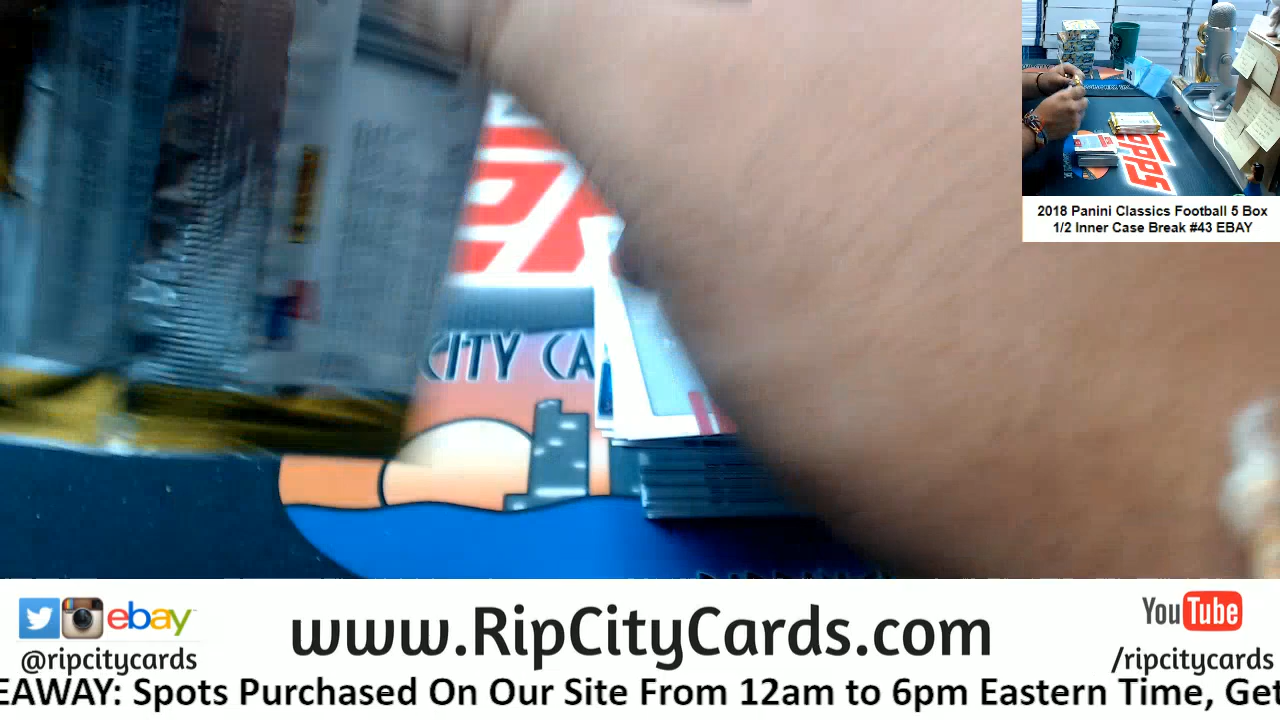 2018 Panini Classics Football 5 Box
1/2 Inner Case Break #43 EBAY
CITY CA
ebay
www.RipCityCards.com
YouTube
@ripcitycards
/ripcitycards
EAWAY: Spots Purchased On Our Site From 12am to 6pm Eastern Time, Get